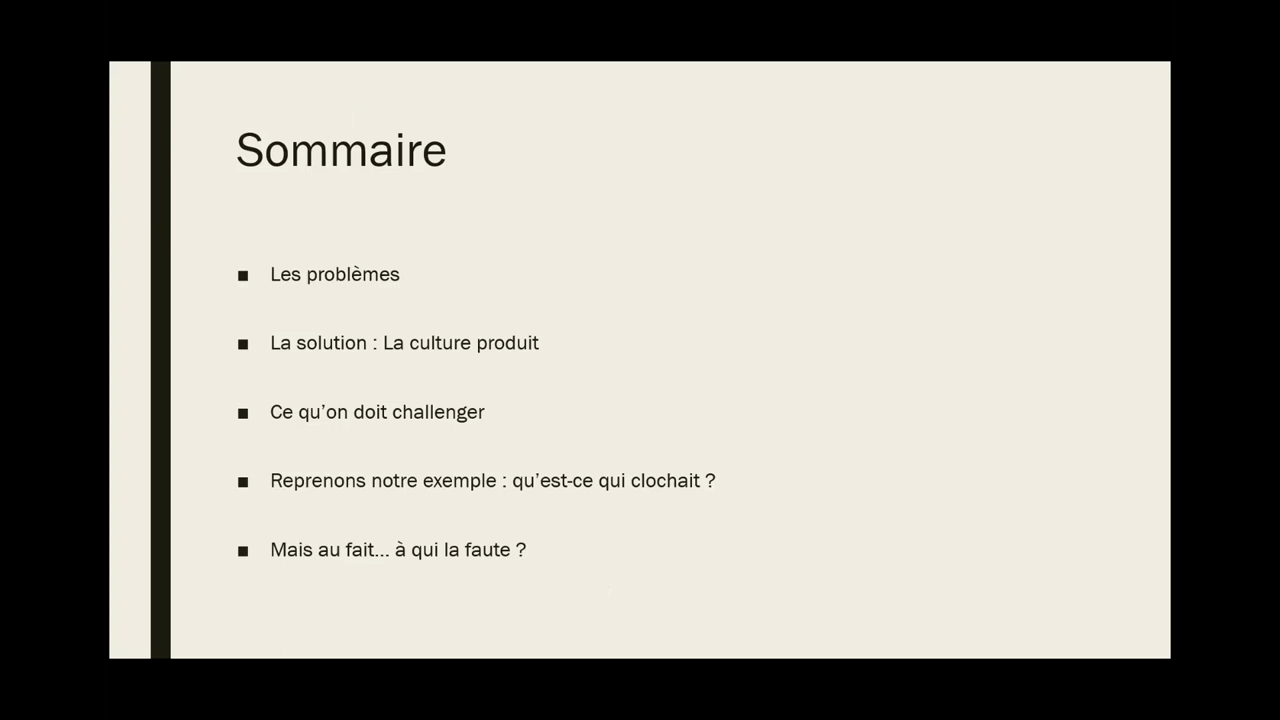 Sommaire
▪ Les problèmes
▪ La solution : La culture produit
▪ Ce qu’on doit challenger
▪ Reprenons notre exemple : qu’est-ce qui clochait ?
▪ Mais au fait… à qui la faute ?